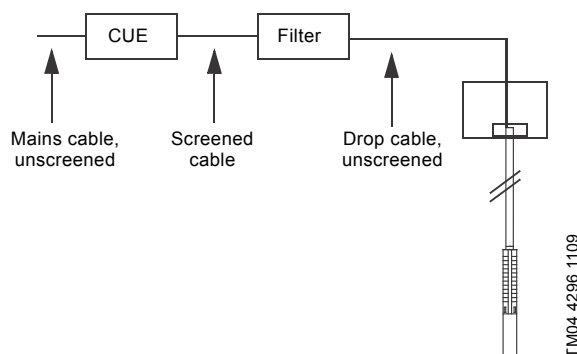 CUE
Filter
Mains cable,
unscreened
Screened
cable
Drop cable,
unscreened
TM04 4296 1109